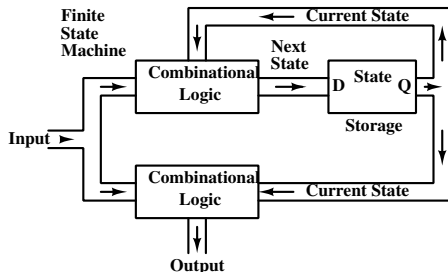 Finite
State
Machine
Current State
Next
State
Combinational
Logic
D
State
Q
Storage
Input
Combinational
Logic
Current State
Output